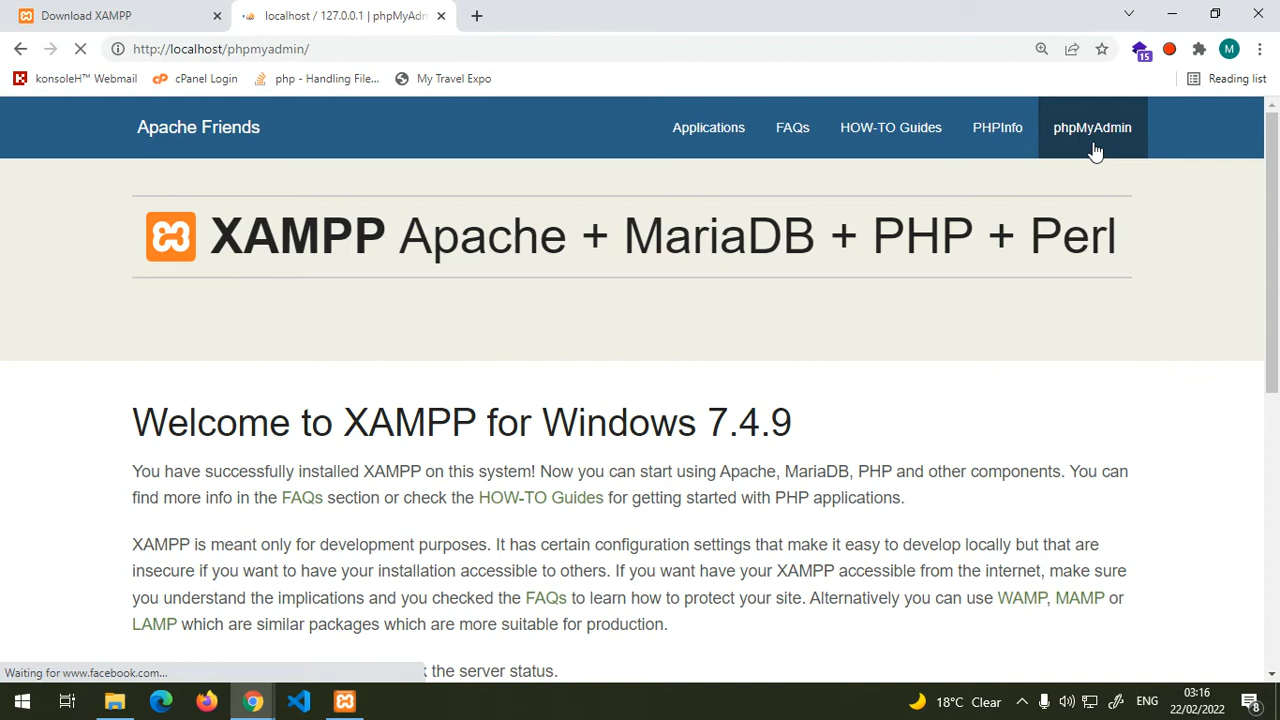 Download XAMPP
localhost / 127.0.0.1 | phpMyAdm
http://localhost/phpmyadmin/
15
M
konsoleH™ Webmail
cPanel Login
php - Handling File...
My Travel Expo
Reading list
Apache Friends
Applications
FAQs
HOW-TO Guides
PHPInfo
phpMyAdmin
XAMPP Apache + MariaDB + PHP + Perl
Welcome to XAMPP for Windows 7.4.9
You have successfully installed XAMPP on this system! Now you can start using Apache, MariaDB, PHP and other components. You can
find more info in the FAQs section or check the HOW-TO Guides for getting started with PHP applications.
XAMPP is meant only for development purposes. It has certain configuration settings that make it easy to develop locally but that are
insecure if you want to have your installation accessible to others. If you want have your XAMPP accessible from the internet, make sure
you understand the implications and you checked the FAQs to learn how to protect your site. Alternatively you can use WAMP, MAMP or
LAMP which are similar packages which are more suitable for production.
Waiting for www.facebook.com...
k the server status.
18°C Clear
ENG
03:16
22/02/2022
8